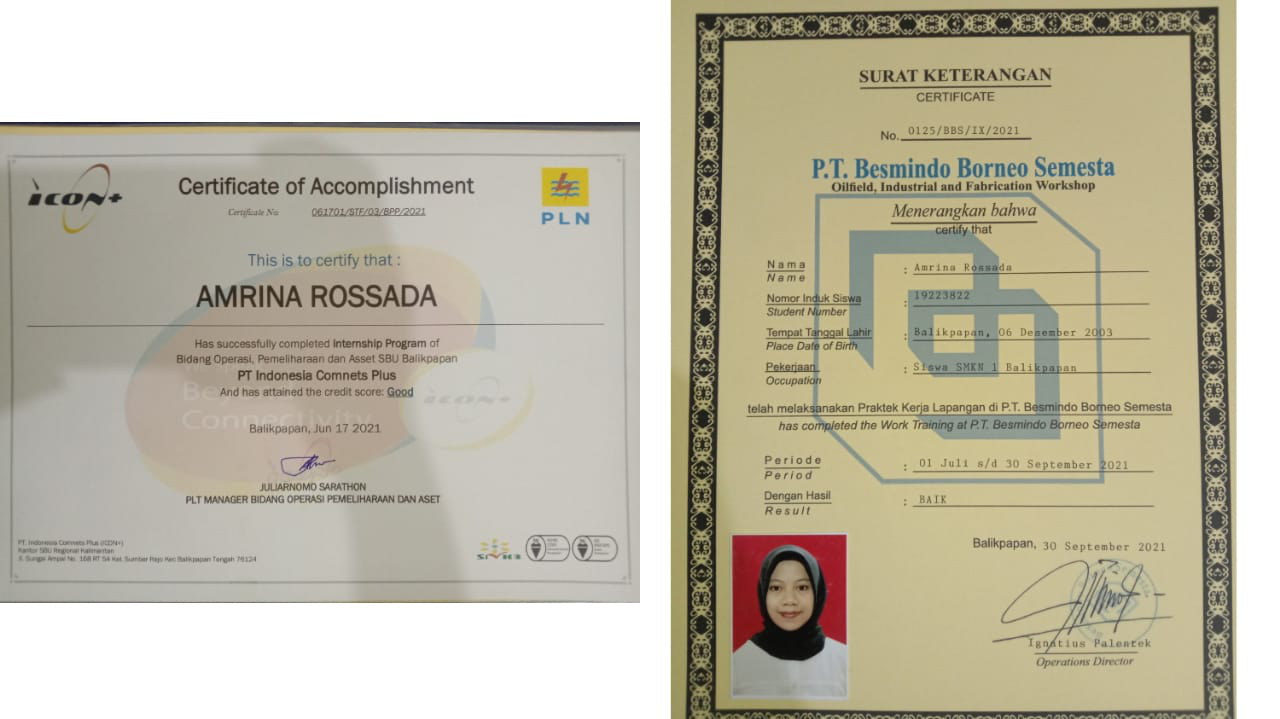 icon+
Certificate of Accomplishment
Certificate No. 061701/STF/03/BPP/2021
PLN
This is to certify that :
AMRINA ROSSADA
Has successfully completed Internship Program of
Bidang Operasi, Pemeliharaan dan Asset SBU Balikpapan
PT Indonesia Comnets Plus
And has attained the credit score: Good
Connectivity
Balikpapan, Jun 17 2021
JULIARNOMO SARATHON
PLT MANAGER BIDANG OPERASI PEMELIHARAAN DAN ASET
PT. Indonesia Comnets Plus (ICON+)
Kantor SBU Regional Kalimantan
Jl. Sungai Ampal No. 168 RT 54 Kel. Sumber Rejo Kec Balikpapan Tengah 76124
SURAT KETERANGAN
CERTIFICATE
No. 0125/BBS/IX/2021
P.T. Besmindo Borneo Semesta
Oilfield, Industrial and Fabrication Workshop
Menerangkan bahwa
certify that
Nama : Amrina Rossada
Name
Nomor Induk Siswa : 19223822
Student Number
Tempat Tanggal Lahir : Balikpapan, 06 Desember 2003
Place Date of Birth
Pekerjaan : Siswa SMKN 1 Balikpapan
Occupation
telah melaksanakan Praktek Kerja Lapangan di P.T. Besmindo Borneo Semesta
has completed the Work Training at P.T. Besmindo Borneo Semesta
Periode : 01 Juli s/d 30 September 2021
Period
Dengan Hasil : BAIK
Result
Balikpapan, 30 September 2021
Ignatius Palentek
Operations Director